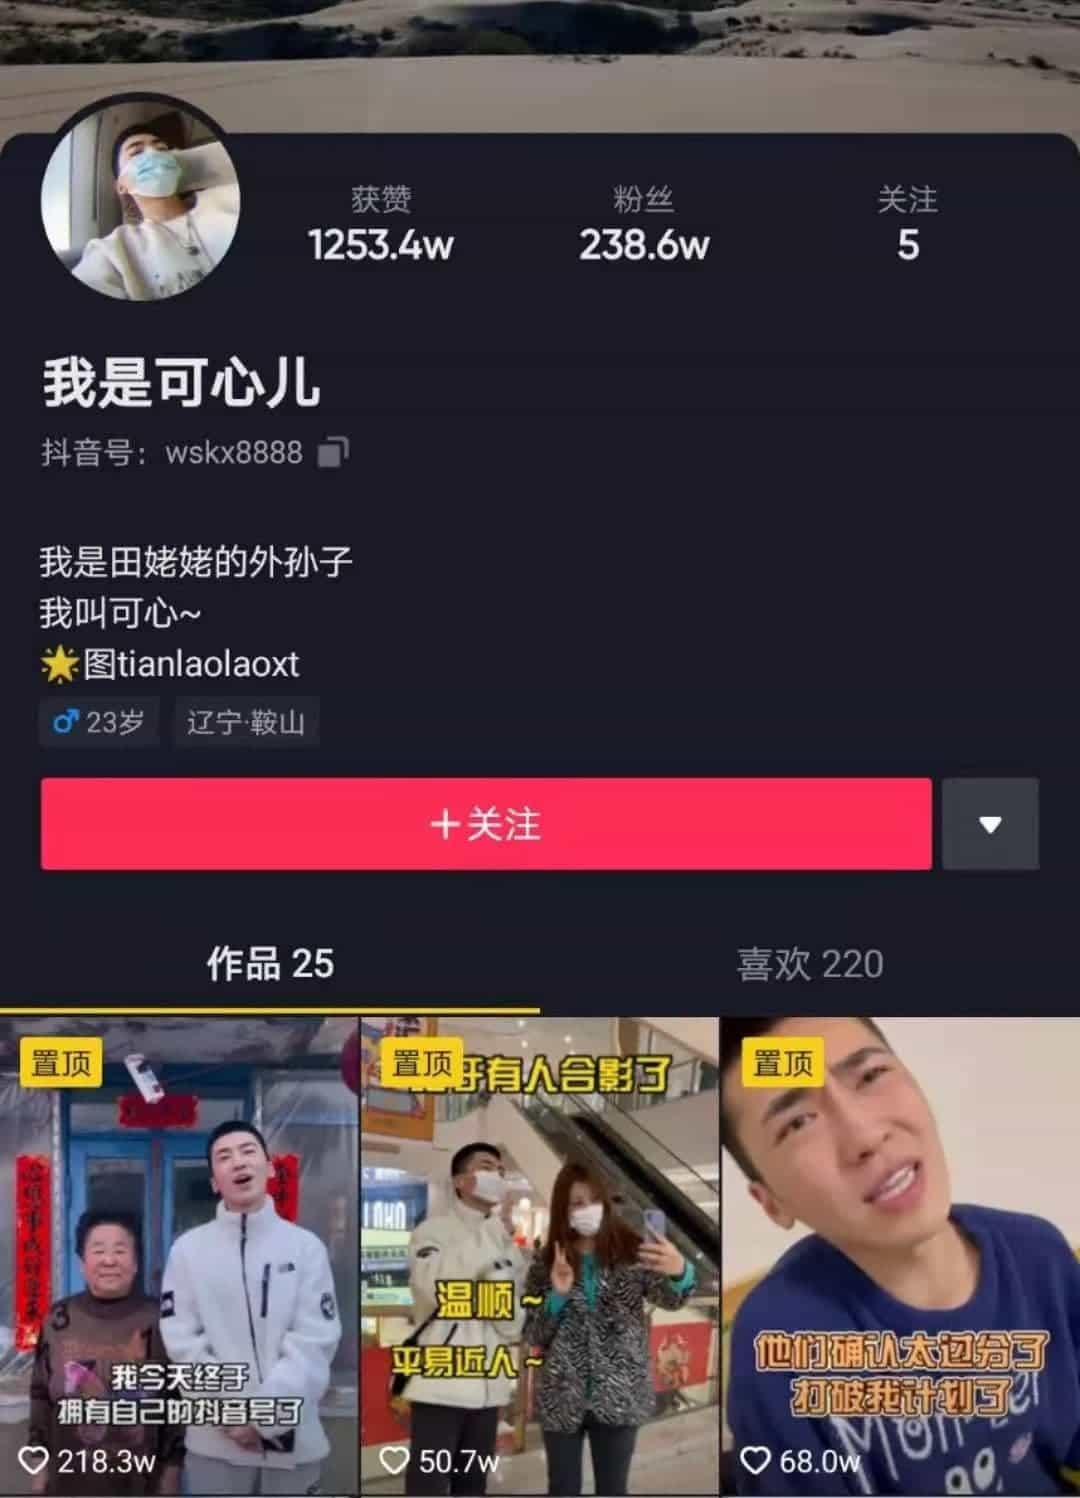 获赞 粉丝 关注
1253.4w 238.6w 5
我是可心儿
抖音号：wskx8888
我是田姥姥的外孙子
我叫可心~
图tianlaolaoxt
23岁 辽宁·鞍山
+关注
作品 25 喜欢 220
置顶
我今天终于
拥有自己的抖音号了
218.3w
置顶
有人合影了
温顺~
平易近人~
50.7w
置顶
他们确认太过分了
打破我计划了
68.0w